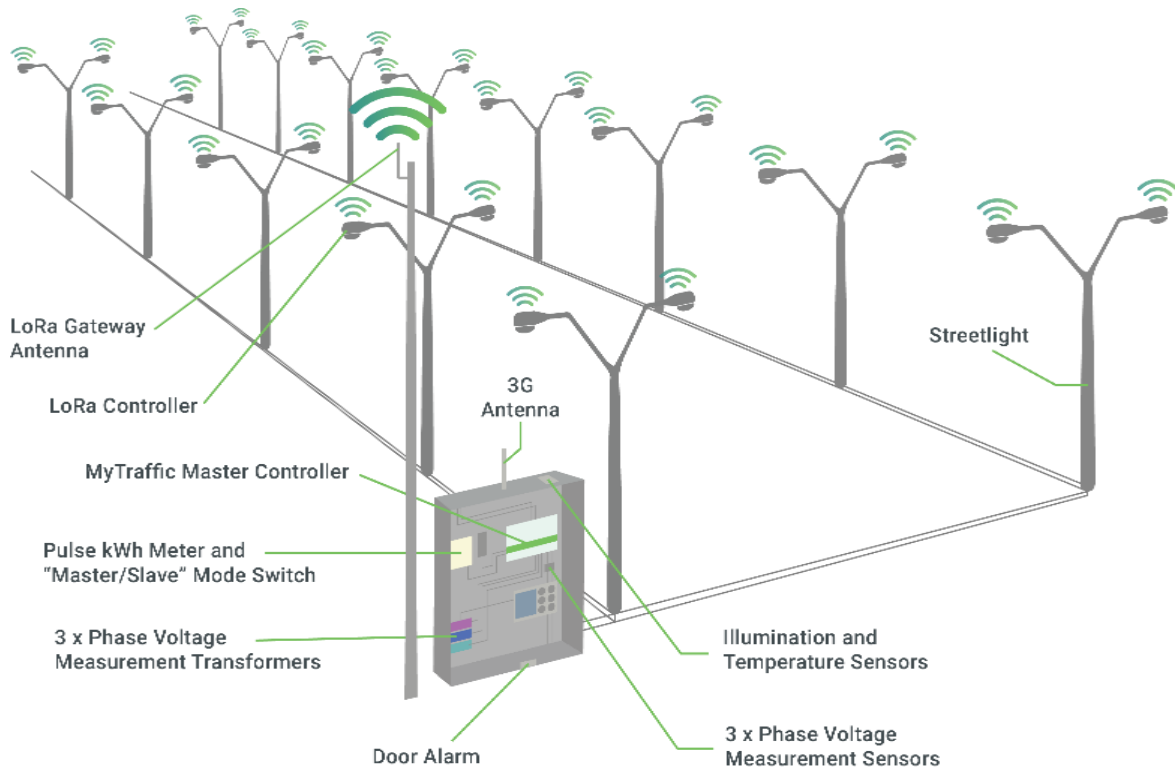 LoRa Gateway
Antenna
LoRa Controller
3G
Antenna
Streetlight
MyTraffic Master Controller
Pulse kWh Meter and
“Master/Slave” Mode Switch
3 x Phase Voltage
Measurement Transformers
Illumination and
Temperature Sensors
Door Alarm
3 x Phase Voltage
Measurement Sensors